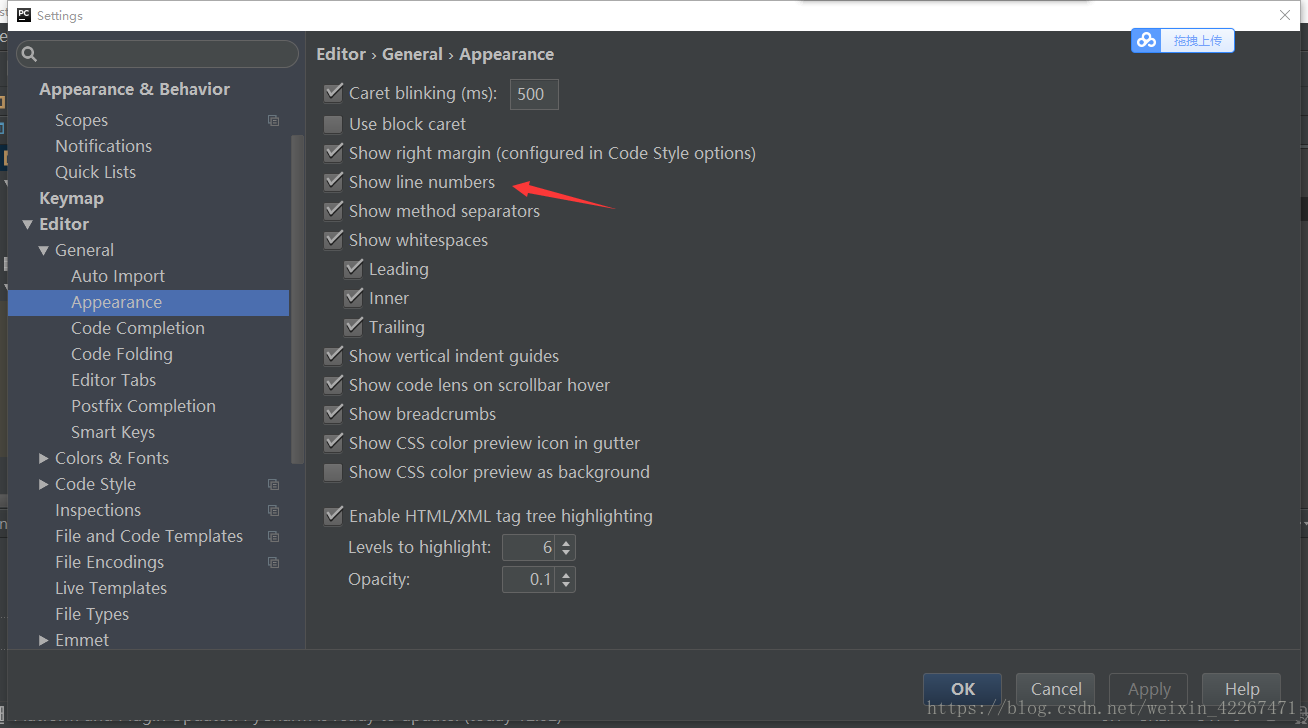 PC Settings
拖拽上传
Appearance & Behavior
Scopes
Notifications
Quick Lists
Keymap
Editor
General
Auto Import
Appearance
Code Completion
Code Folding
Editor Tabs
Postfix Completion
Smart Keys
Colors & Fonts
Code Style
Inspections
File and Code Templates
File Encodings
Live Templates
File Types
Emmet
Editor › General › Appearance
Caret blinking (ms): 500
Use block caret
Show right margin (configured in Code Style options)
Show line numbers
Show method separators
Show whitespaces
Leading
Inner
Trailing
Show vertical indent guides
Show code lens on scrollbar hover
Show breadcrumbs
Show CSS color preview icon in gutter
Show CSS color preview as background
Enable HTML/XML tag tree highlighting
Levels to highlight: 6
Opacity: 0.1
OK Cancel Apply Help
https://blog.csdn.net/weixin_42267471